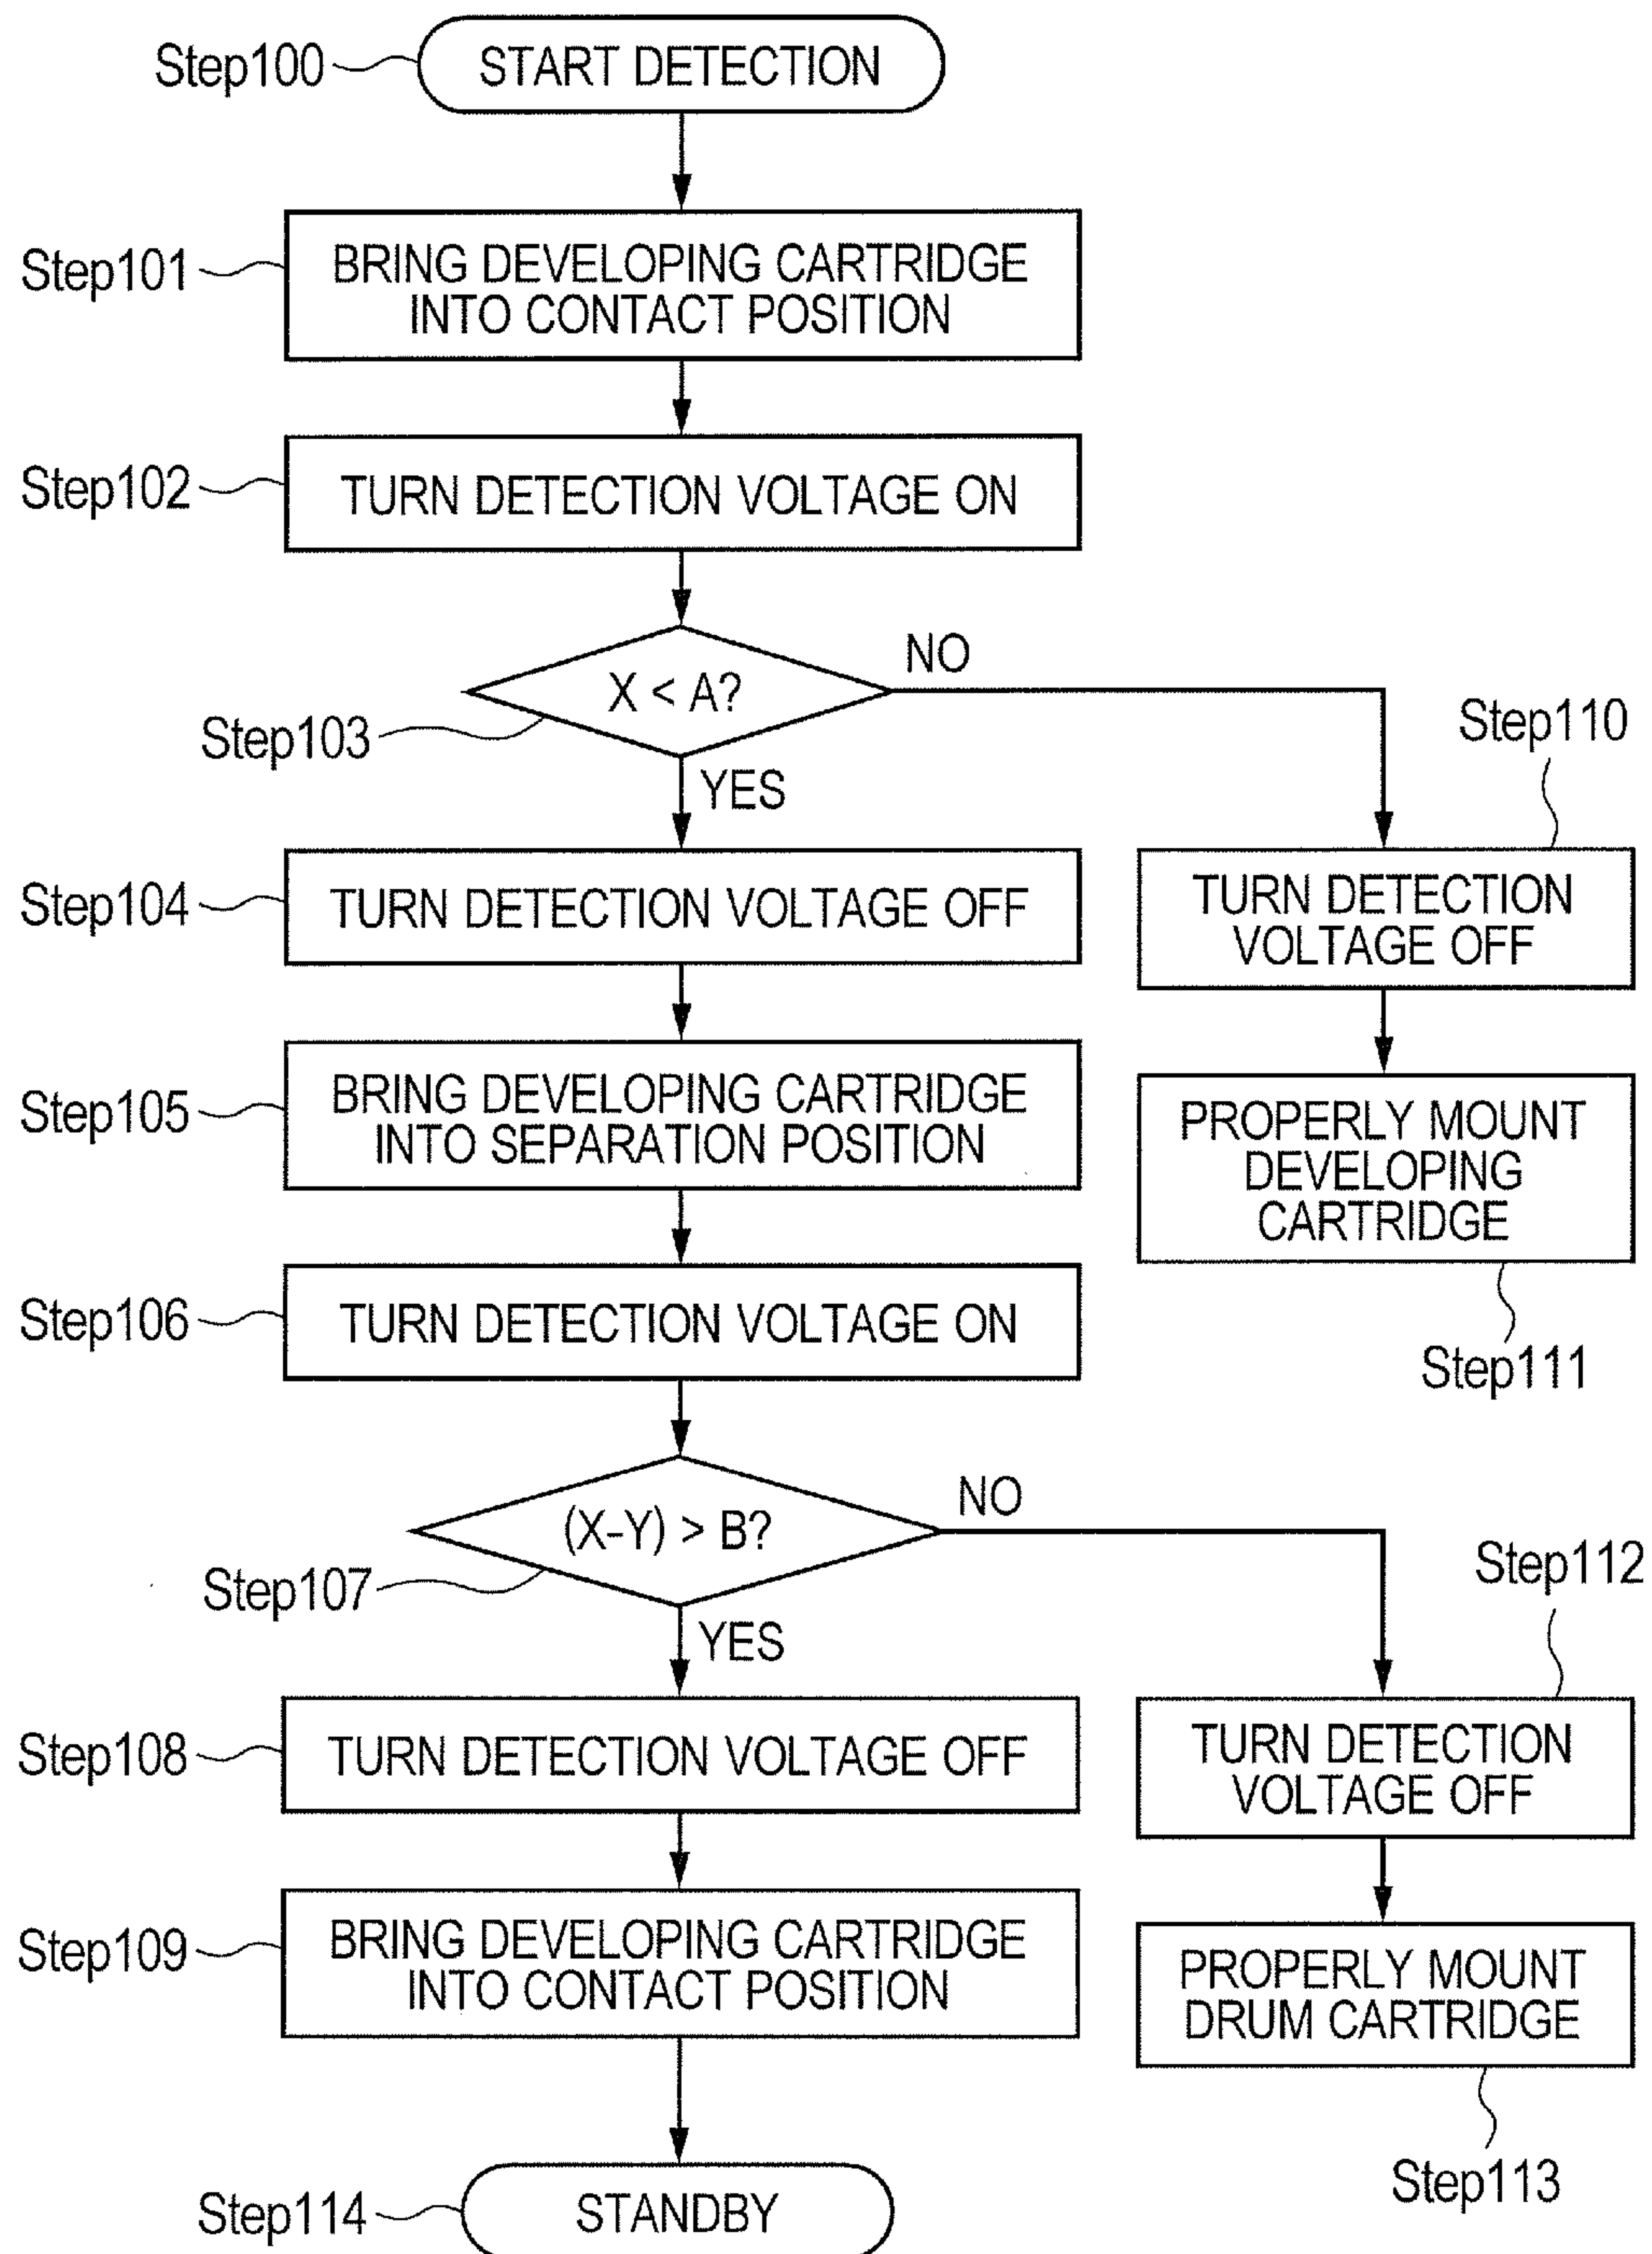 Step100
START DETECTION
Step101
BRING DEVELOPING CARTRIDGE
INTO CONTACT POSITION
Step102
TURN DETECTION VOLTAGE ON
Step103
X < A?
NO
YES
Step110
TURN DETECTION
VOLTAGE OFF
Step104
TURN DETECTION VOLTAGE OFF
Step105
BRING DEVELOPING CARTRIDGE
INTO SEPARATION POSITION
PROPERLY MOUNT
DEVELOPING
CARTRIDGE
Step111
Step106
TURN DETECTION VOLTAGE ON
Step107
(X-Y) > B?
NO
YES
Step112
TURN DETECTION
VOLTAGE OFF
Step108
TURN DETECTION VOLTAGE OFF
Step109
BRING DEVELOPING CARTRIDGE
INTO CONTACT POSITION
PROPERLY MOUNT
DRUM CARTRIDGE
Step113
Step114
STANDBY